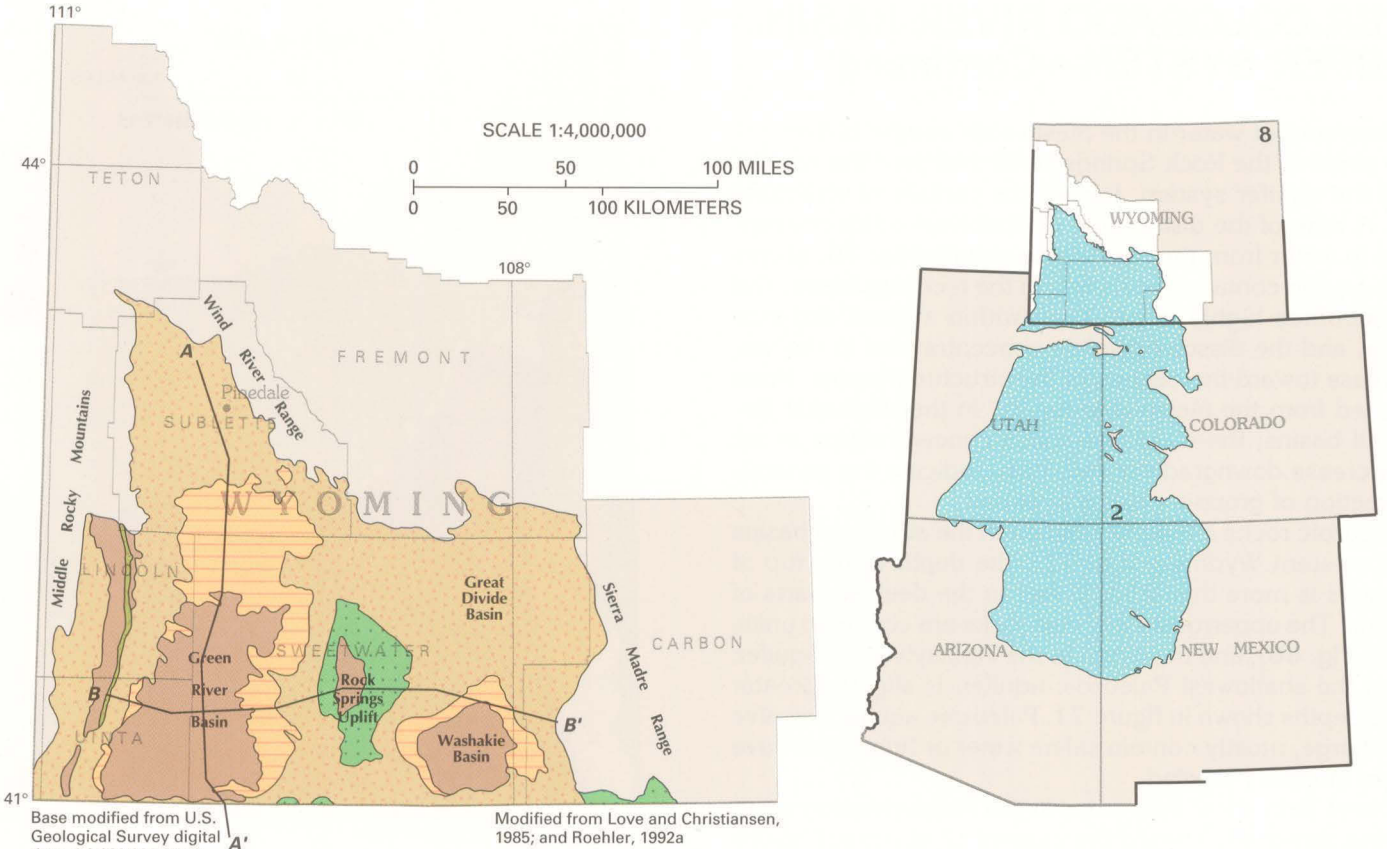 111°
SCALE 1:4,000,000
0 50 100 MILES
0 50 100 KILOMETERS
44°
TETON
108°
Wind
River
Range
FREMONT
A
Pinedale
SUBLETTE
Middle Rocky Mountains
WYOMING
LINCOLN
Great
Divide
Basin
Sierra
Madre
Range
CARBON
SWEETWATER
Green
River
Basin
Rock
Springs
Uplift
B
B'
UINTA
Washakie
Basin
41°
Base modified from U.S.
Geological Survey digital
A'
Modified from Love and Christiansen,
1985; and Roehler, 1992a
8
WYOMING
UTAH
COLORADO
2
ARIZONA
NEW MEXICO